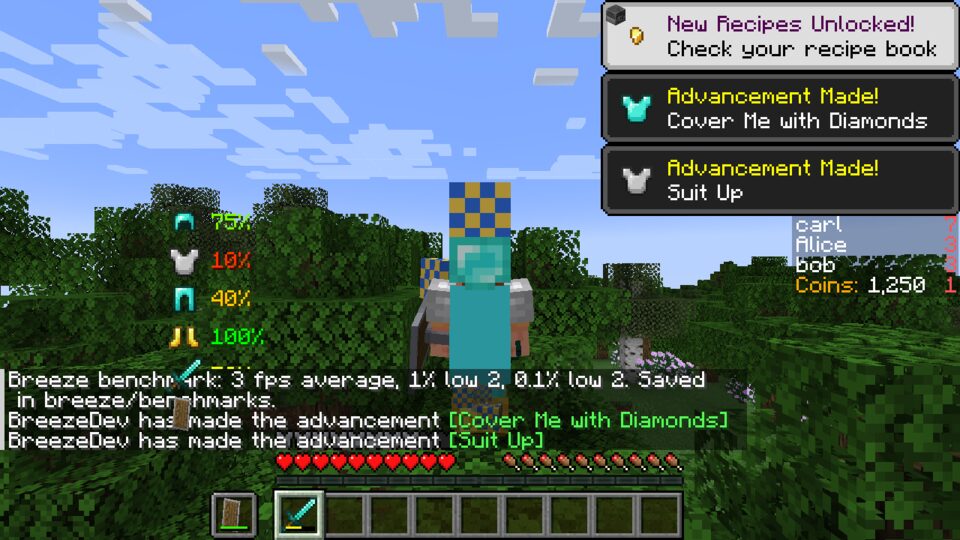 New Recipes Unlocked!
Check your recipe book
Advancement Made!
Cover Me with Diamonds
Advancement Made!
Suit Up
75%
10%
40%
100%
carl 7
Alice 3
bob
Coins: 1,250 1
Breeze benchmark: 3 fps average, 1% low 2, 0.1% low 2. Saved
in breeze/benchmarks.
BreezeDev has made the advancement [Cover Me with Diamonds]
BreezeDev has made the advancement [Suit Up]